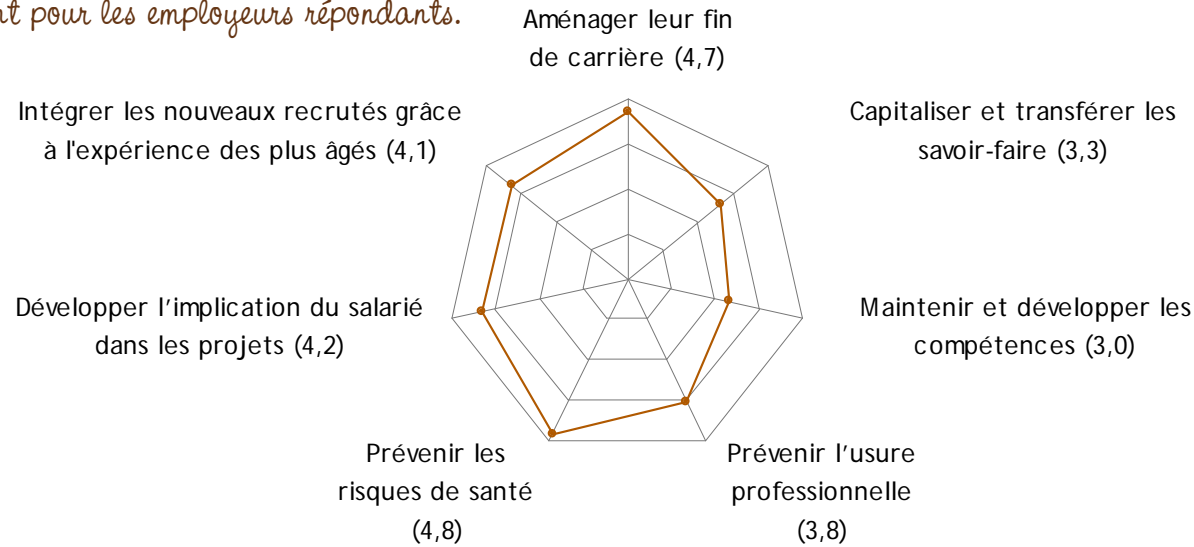 pour les employeurs répondants.
Aménager leur fin
de carrière (4,7)
Intégrer les nouveaux recrutés grâce
à l'expérience des plus âgés (4,1)
Capitaliser et transférer les
savoir-faire (3,3)
Développer l'implication du salarié
dans les projets (4,2)
Maintenir et développer les
compétences (3,0)
Prévenir les
risques de santé
(4,8)
Prévenir l'usure
professionnelle
(3,8)